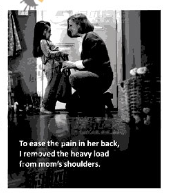 To ease the pain in her back,
I removed the heavy load
from mom's shoulders.